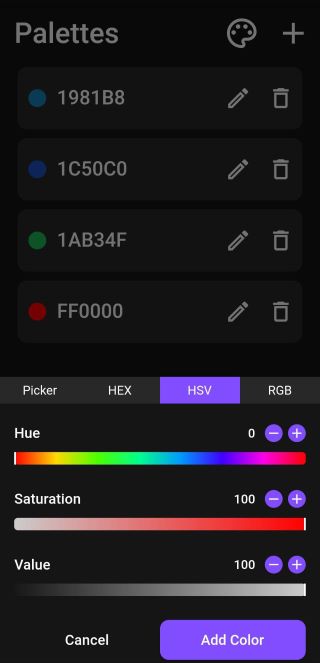 Palettes
1981B8
1C50C0
1AB34F
FF0000
Picker HEX HSV RGB
Hue 0
Saturation 100
Value 100
Cancel Add Color